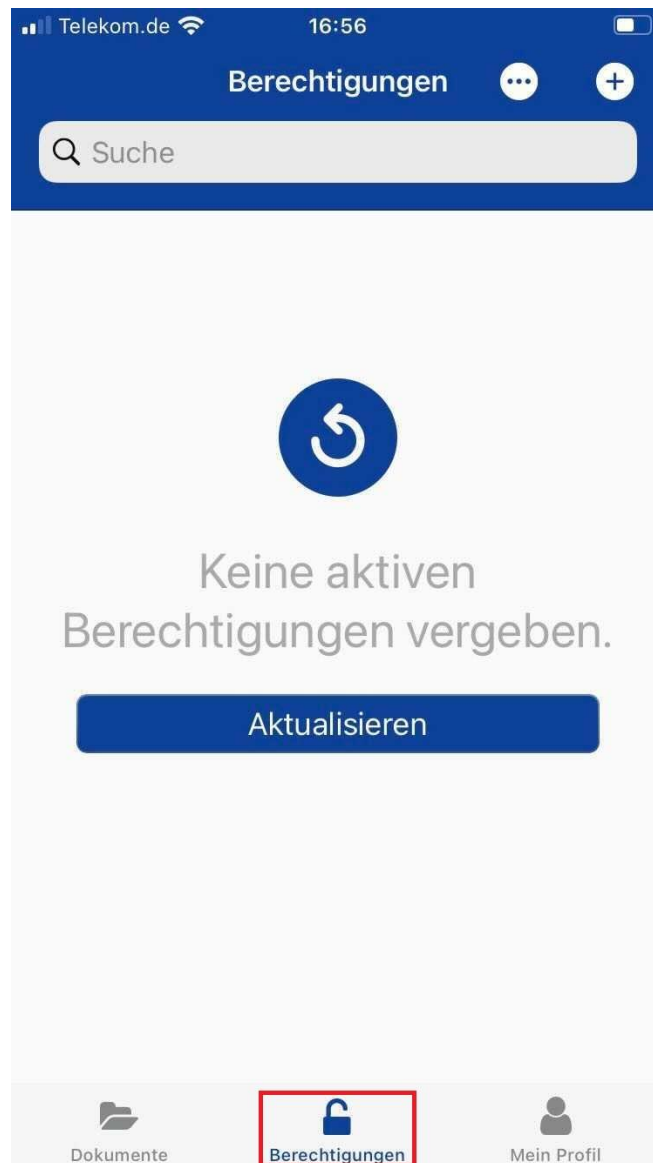 Telekom.de 16:56
Berechtigungen
Suche
Keine aktiven
Berechtigungen vergeben.
Aktualisieren
Dokumente Berechtigungen Mein Profil